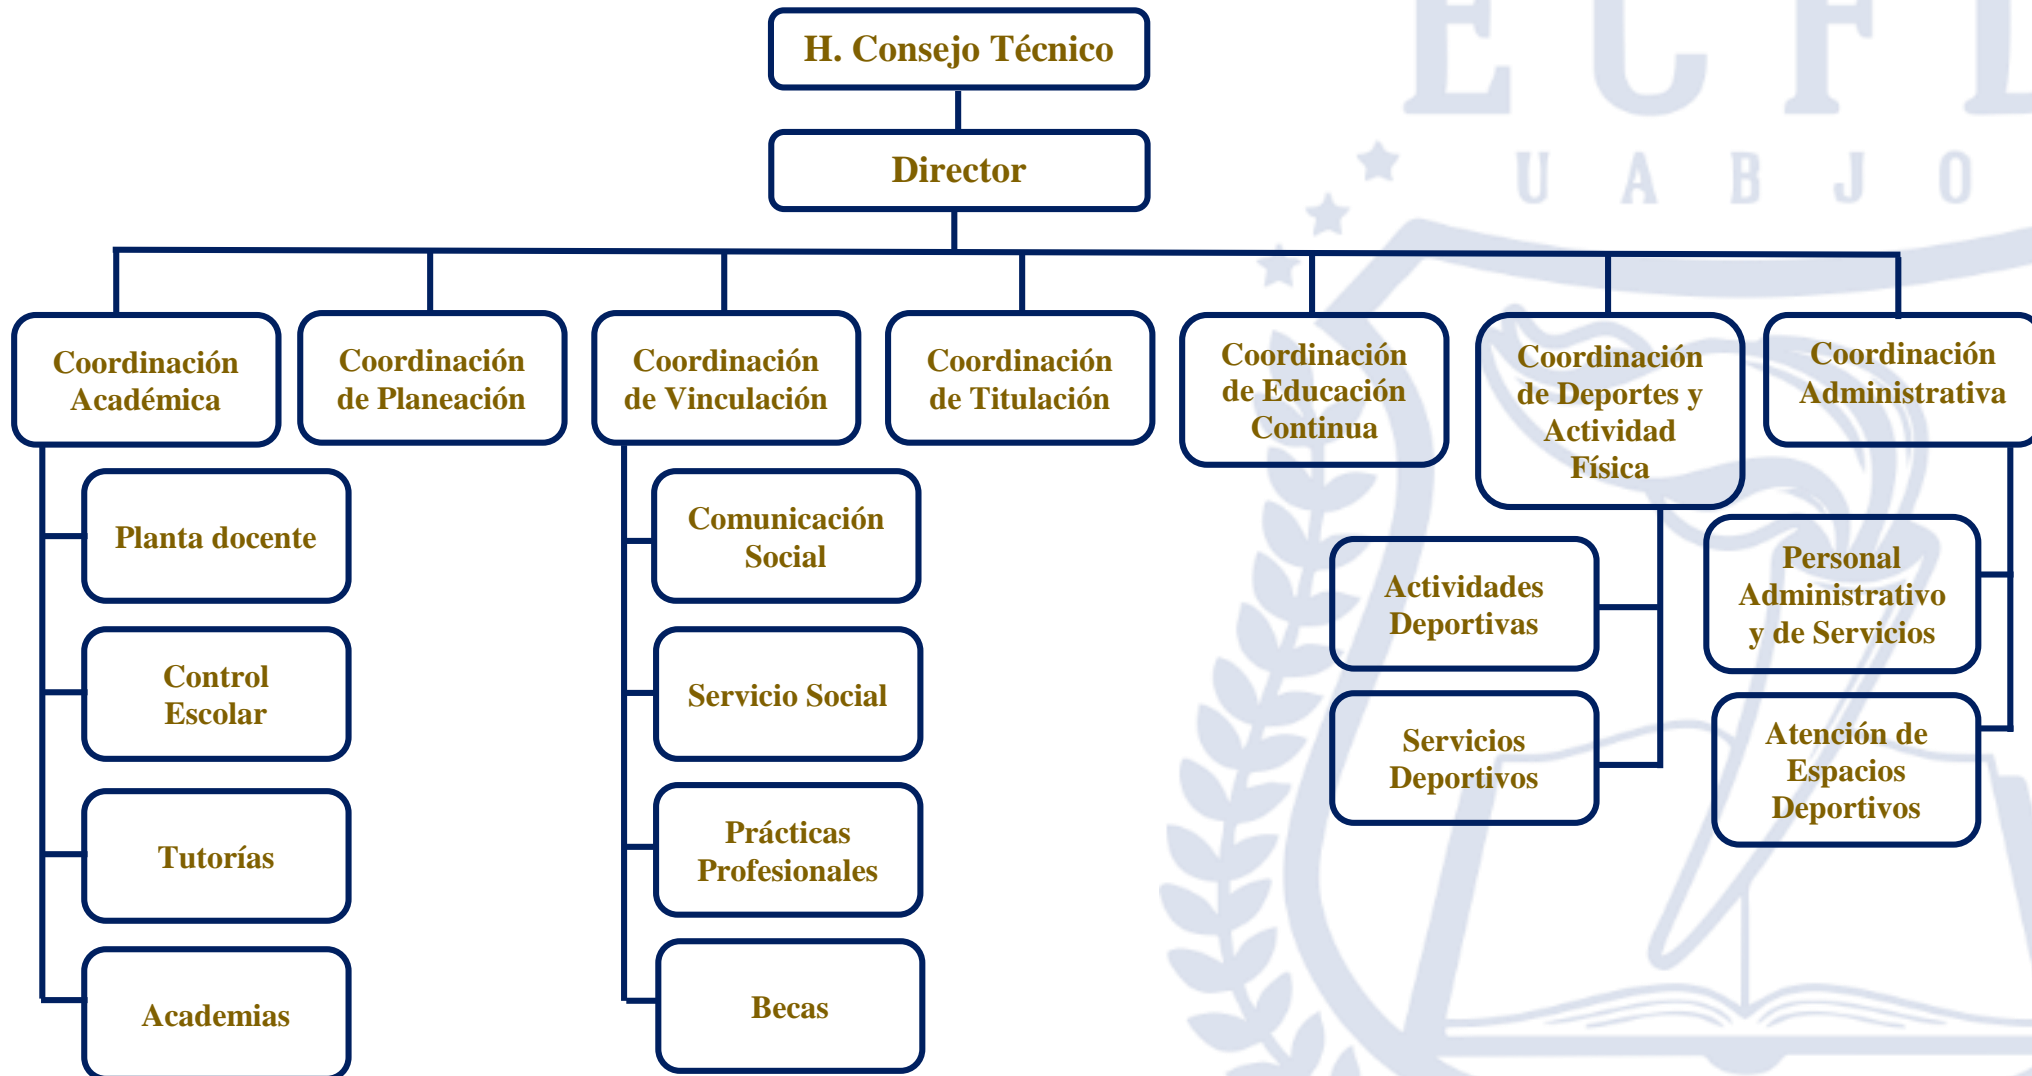 ECFD
UABJO
H. Consejo Técnico
Director
Coordinación
Académica
Coordinación
de Planeación
Coordinación
de Vinculación
Coordinación
de Titulación
Coordinación
de Educación
Continua
Coordinación
de Deportes y
Actividad
Física
Coordinación
Administrativa
Planta docente
Control
Escolar
Tutorías
Academias
Comunicación
Social
Servicio Social
Prácticas
Profesionales
Becas
Actividades
Deportivas
Servicios
Deportivos
Personal
Administrativo
y de Servicios
Atención de
Espacios
Deportivos